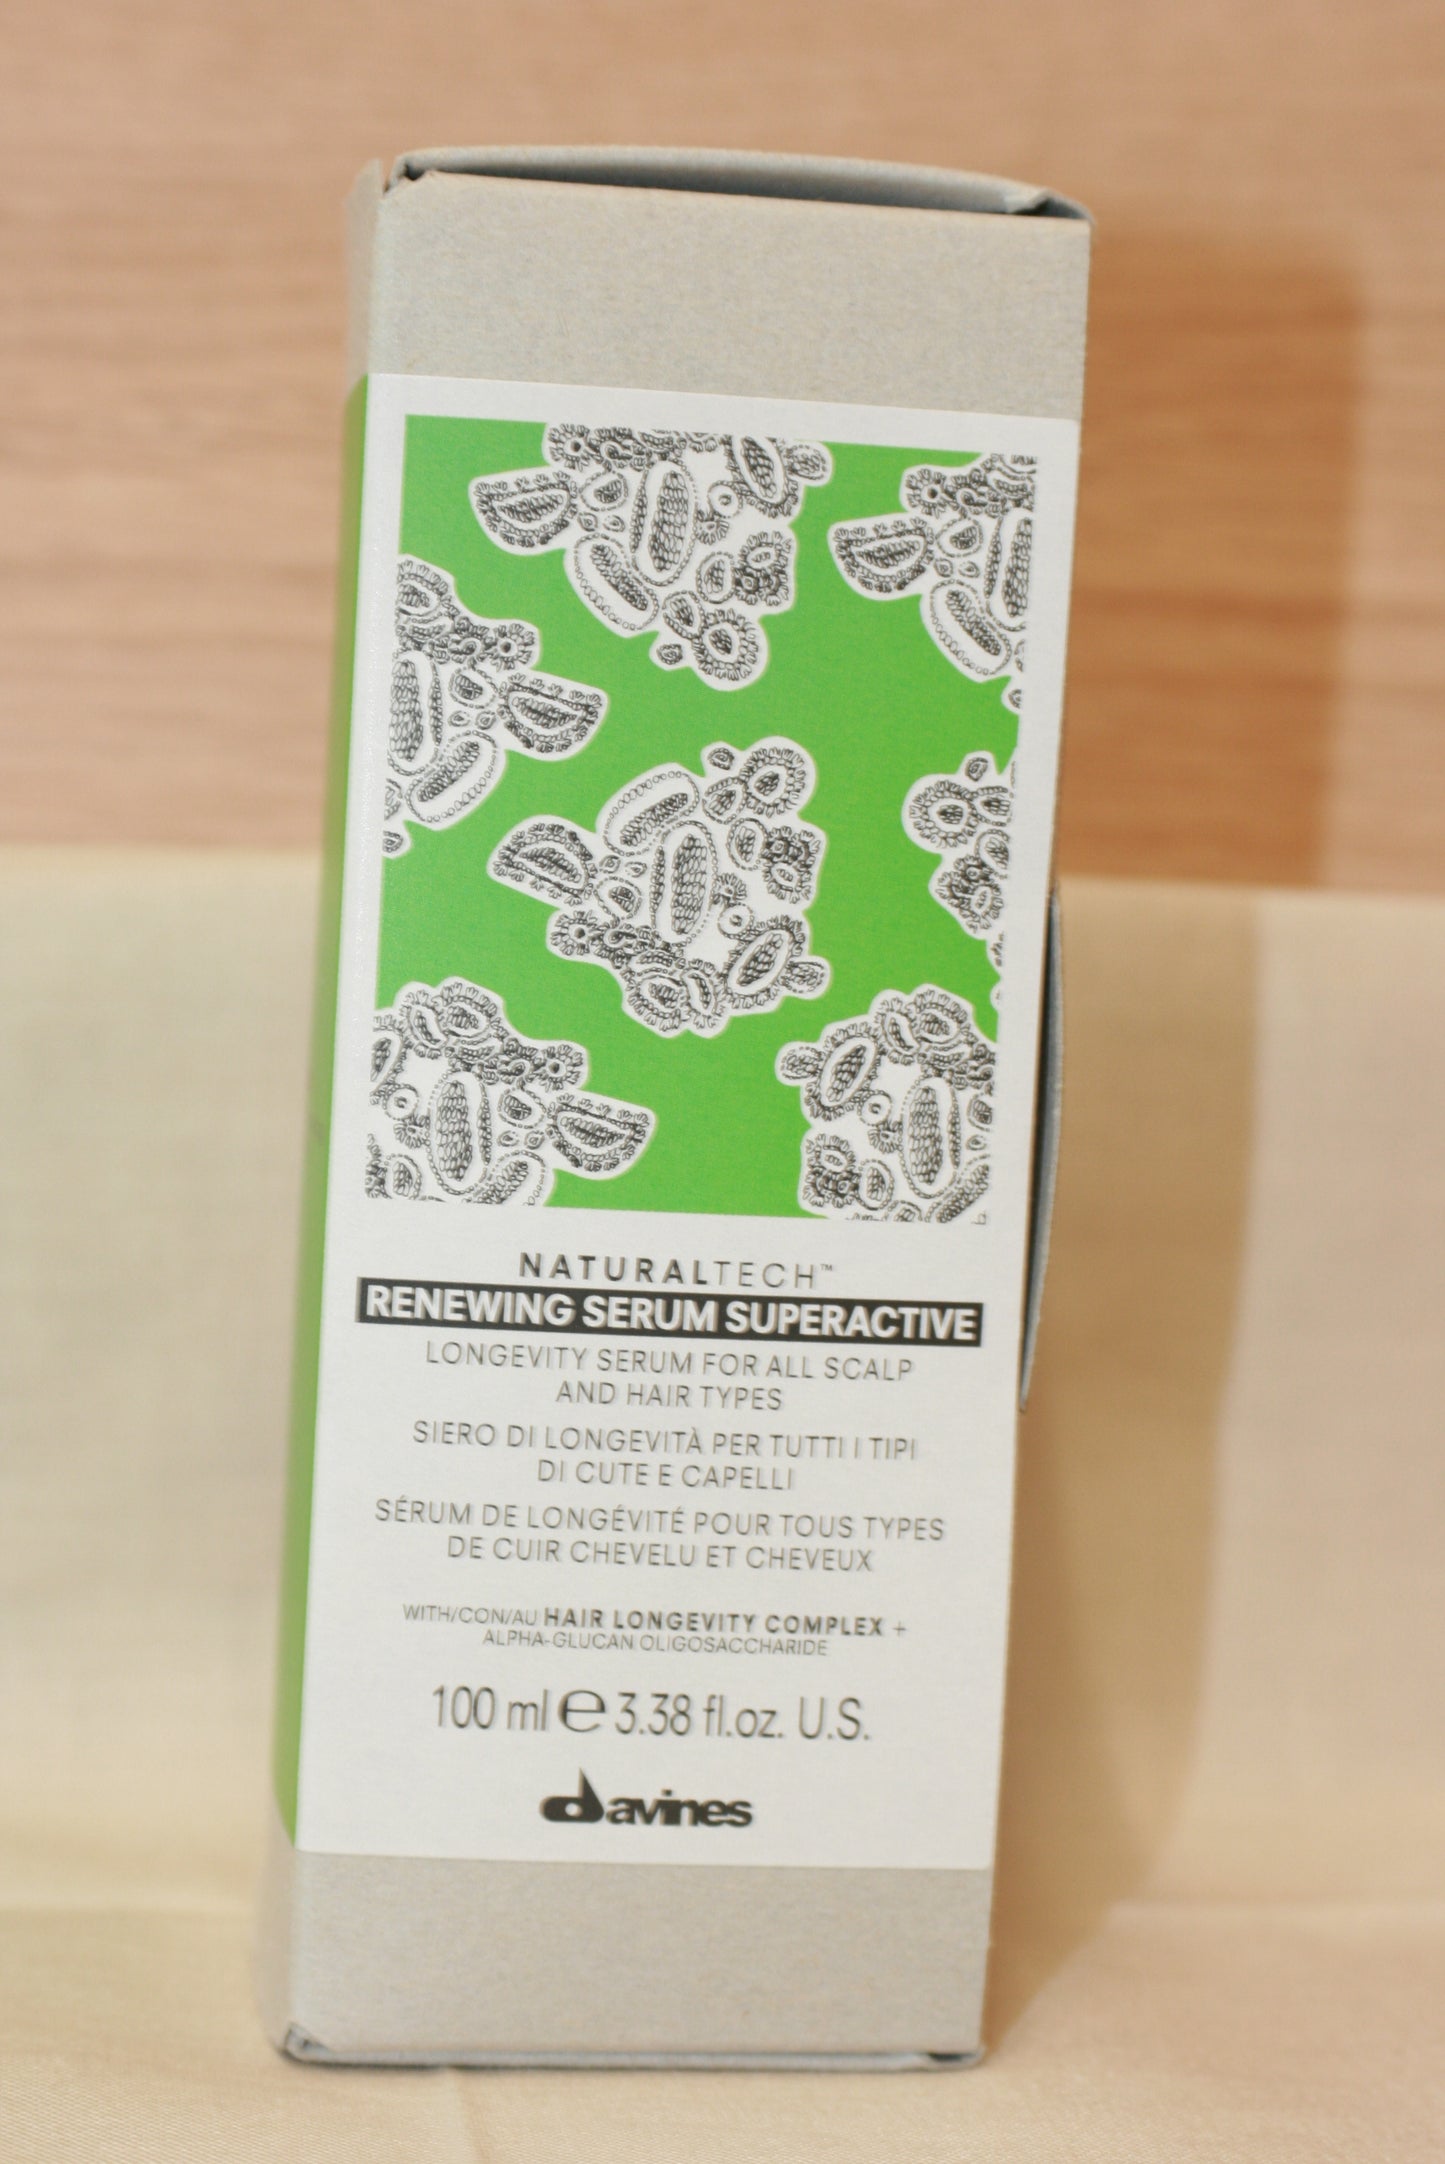 NATURALTECH™
RENEWING SERUM SUPERACTIVE
LONGEVITY SERUM FOR ALL SCALP
AND HAIR TYPES
SIERO DI LONGEVITÀ PER TUTTI I TIPI
DI CUTE E CAPELLI
SÉRUM DE LONGÉVITÉ POUR TOUS TYPES
DE CUIR CHEVELU ET CHEVEUX
WITH/CON/AU HAIR LONGEVITY COMPLEX +
ALPHA-GLUCAN OLIGOSACCHARIDE
100 ml ℮ 3.38 fl.oz. U.S.
davines